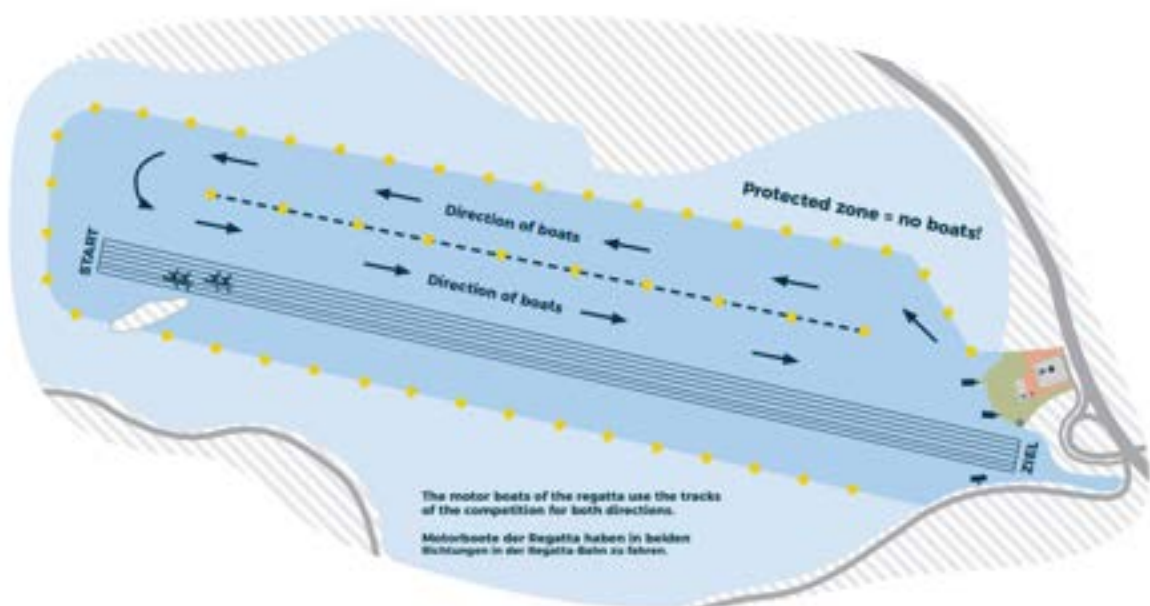 Protected zone = no boats!
Direction of boats
START
Direction of boats
ZIEL
The motor boats of the regatta use the tracks
of the competition for both directions.
Motorboote der Regatta haben in beiden
Richtungen in der Regatta-Bahn zu fahren.